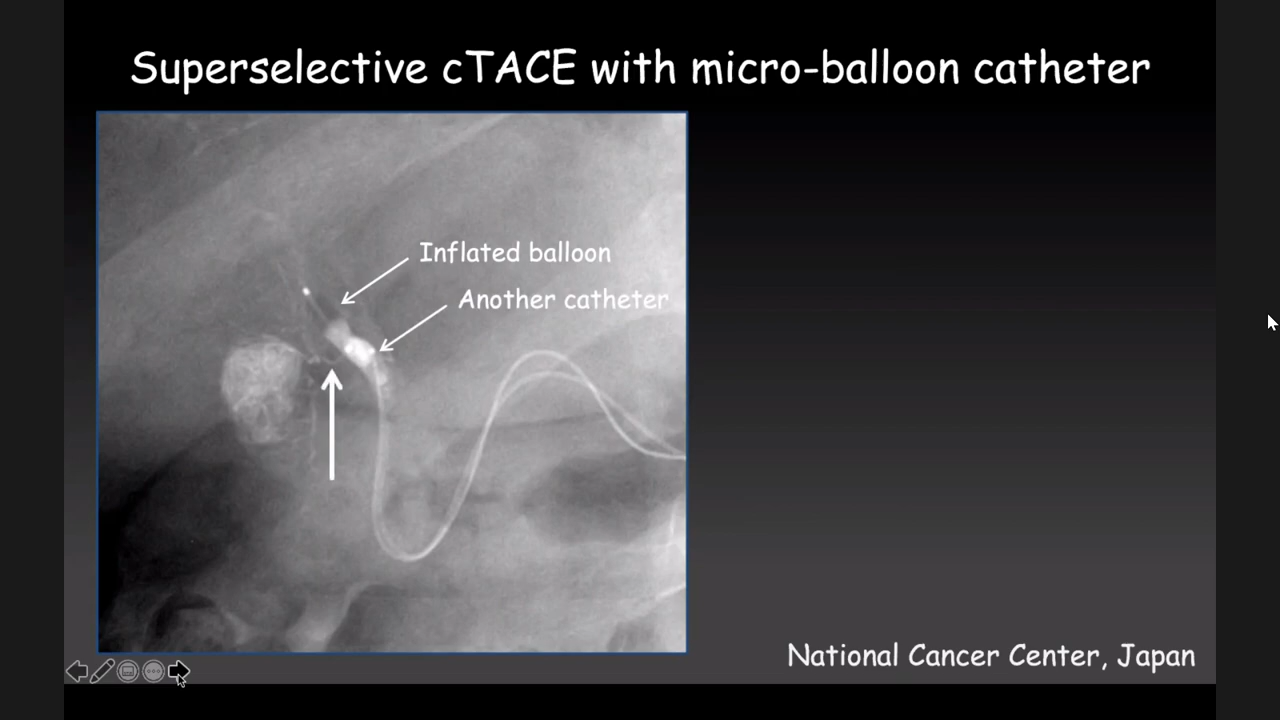 Superselective cTACE with micro-balloon catheter
Inflated balloon
Another catheter
National Cancer Center, Japan